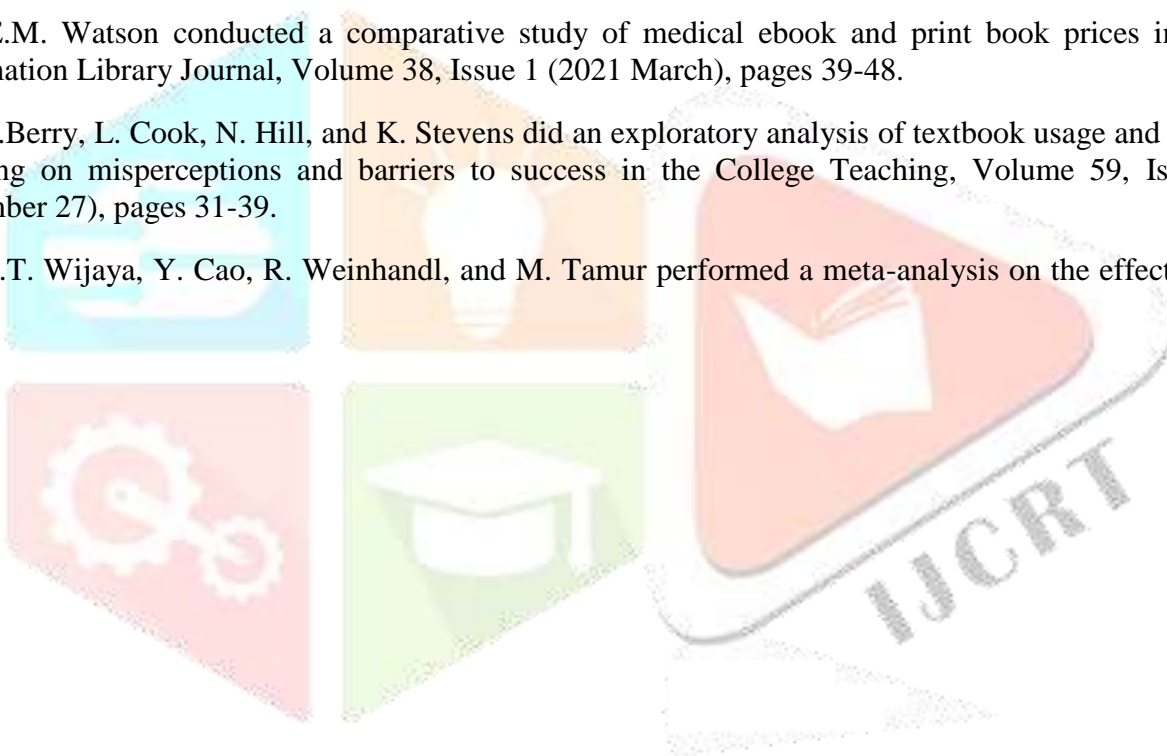 E.M. Watson conducted a comparative study of medical ebook and print book prices in
nation Library Journal, Volume 38, Issue 1 (2021 March), pages 39-48.
.Berry, L. Cook, N. Hill, and K. Stevens did an exploratory analysis of textbook usage and
ng on misperceptions and barriers to success in the College Teaching, Volume 59, Is
nber 27), pages 31-39.
.T. Wijaya, Y. Cao, R. Weinhandl, and M. Tamur performed a meta-analysis on the effect
IJCRT